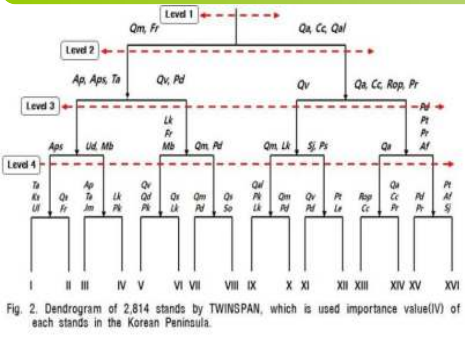 Level 1
Qm, Fr
Qa, Cc, Qal
Level 2
Ap, Aps, Ta
Qv, Pd
Qv
Qa, Cc, Rop, Pr
Level 3
Pd
Lk
Pt
Fr
Pr
Aps
Ud, Mb
Mb
Qm, Pd
Qm, Lk
Sj, Ps
Qa
Af
Level 4
Ta Ap Qv Qal Qa Pt
Ks Qs Ta Lk Qd Qs Qm Qs Pk Qm Qv Pt Rop Cc Pd Af
Ul Fr Jm Pk Pk Lk Pd So Lk Pd Pd Le Cc Pr Pr Sj
I II III IV V VI VII VIII IX X XI XII XIII XIV XV XVI
Fig. 2. Dendrogram of 2,814 stands by TWINSPAN, which is used importance value(IV) of
each stands in the Korean Peninsula.